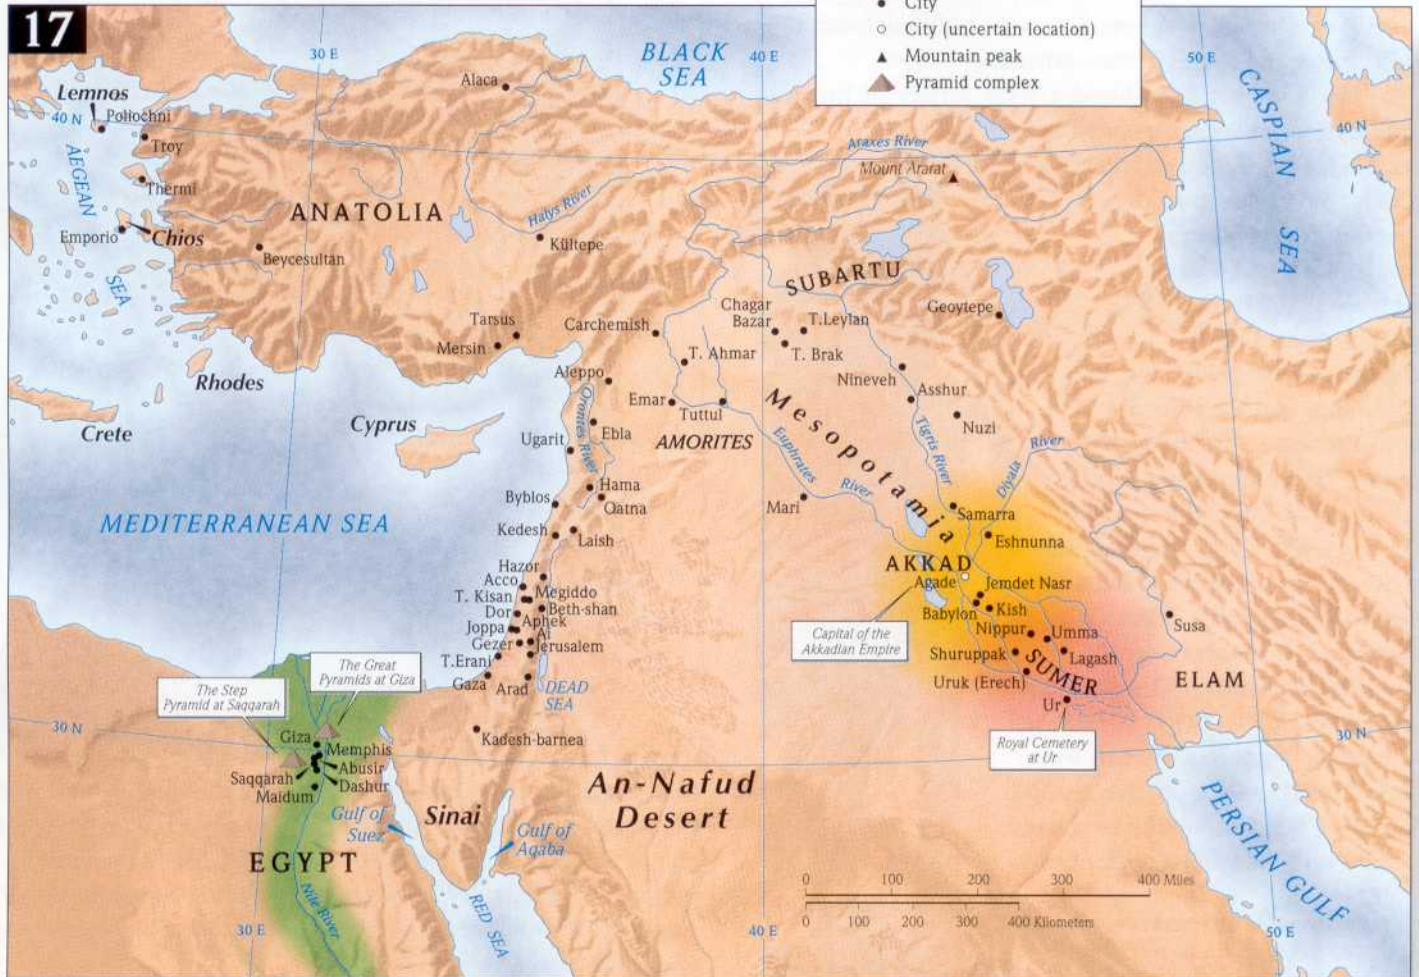 17
City
City (uncertain location)
Mountain peak
Pyramid complex
30 E
BLACK
SEA
40 E
50 E
CASPIAN
SEA
Lemnos
40 N
Poliochni
Troy
Alaca
40 N
Araxes River
Mount Ararat
AEGEAN
SEA
Thermi
ANATOLIA
Halys River
Emporio
Chios
Kültepe
Beycesultan
SUBARTU
Chagar
Bazar
T.Leylan
Geoytepe
Tarsus
Carchemish
Mersin
T. Ahmar
T. Brak
Nineveh
Asshur
Rhodes
Aleppo
Emar
Tuttul
Mesopotamia
Nuzi
Crete
Cyprus
Orontes River
Ebla
AMORITES
Tigris River
Ugarit
Euphrates
River
Diyala
River
Hama
Qatna
Byblos
Mari
Samarra
MEDITERRANEAN SEA
Kedesh
Laish
Eshnunna
Hazor
AKKAD
Acco
Agade
Jemdet Nasr
T. Kisan
Megiddo
Babylon
Kish
Dor
Beth-shan
Susa
Joppa
Aphek
Nippur
Umma
Ai
Capital of the
Akkadian Empire
Gezer
Jerusalem
Shuruppak
Lagash
T.Erani
SUMER
Uruk (Erech)
ELAM
Gaza
Arad
DEAD
SEA
Ur
The Great
Pyramids at Giza
The Step
Pyramid at Saqqarah
30 N
Kadesh-barnea
Royal Cemetery
at Ur
30 N
Giza
Memphis
Saqqarah
Abusir
Dashur
Maidum
An-Nafud
Desert
Gulf of
Suez
Sinai
Gulf of
Aqaba
PERSIAN GULF
EGYPT
Nile River
RED SEA
0 100 200 300 400 Miles
0 100 200 300 400 Kilometers
30 E
40 E
50 E